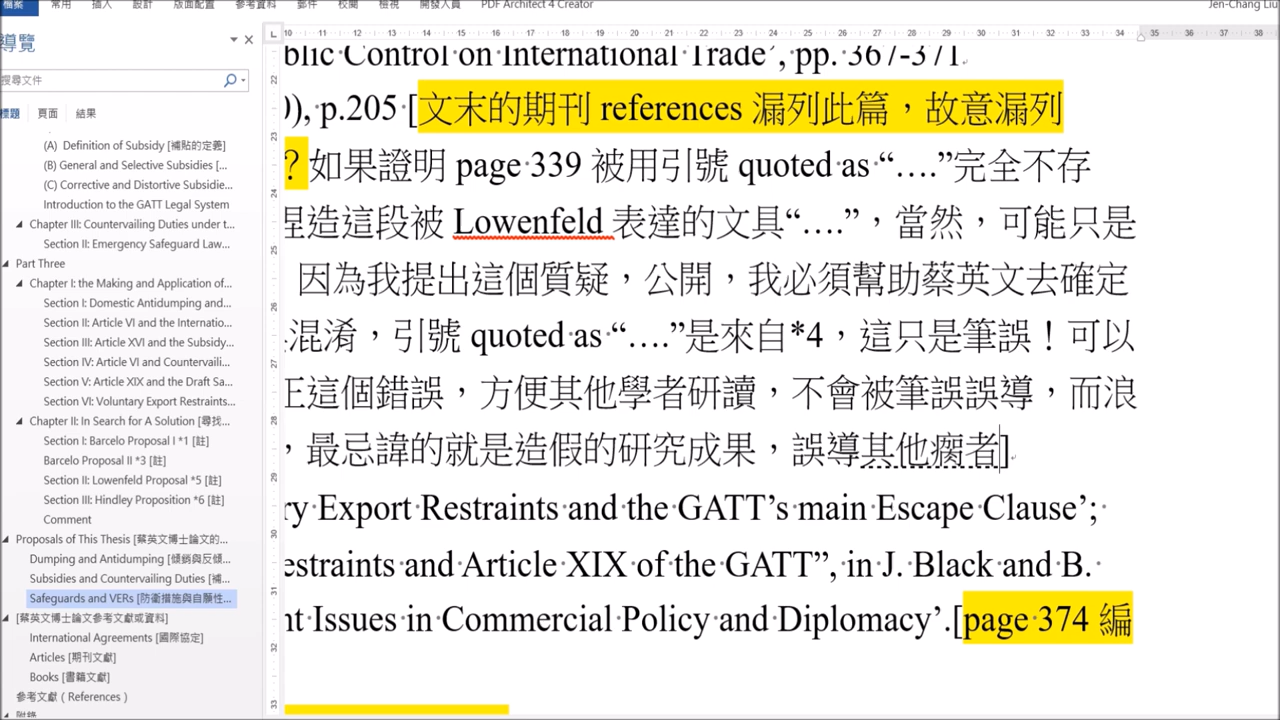 檔案 常用 插入 設計 版面配置 參考資料 郵件 校閱 檢視 開發人員 PDF Architect 4 Creator Jen-Chang Liu
導覽
搜尋文件
標題 頁面 結果
(A) Definition of Subsidy [補貼的定義]
(B) General and Selective Subsidies [...
(C) Corrective and Distortive Subsidie...
Introduction to the GATT Legal System
Chapter III: Countervailing Duties under t...
Section II: Emergency Safeguard Law...
Part Three
Chapter I: the Making and Application of...
Section I: Domestic Antidumping and...
Section II: Article VI and the Internatio...
Section III: Article XVI and the Subsidy...
Section IV: Article VI and Countervaili...
Section V: Article XIX and the Draft Sa...
Section VI: Voluntary Export Restraints...
Chapter II: In Search for A Solution [尋找...
Section I: Barcelo Proposal I *1 [註]
Barcelo Proposal II *3 [註]
Section II: Lowenfeld Proposal *5 [註]
Section III: Hindley Proposition *6 [註]
Comment
Proposals of This Thesis [蔡英文博士論文的...
Dumping and Antidumping [傾銷與反傾...
Subsidies and Countervailing Duties [補...
Safeguards and VERs [防衛措施與自願性...
[蔡英文博士論文參考文獻或資料]
International Agreements [國際協定]
Articles [期刊文獻]
Books [書籍文獻]
參考文獻 ( References )
附錄
blic Control on International Trade’, pp. 367-371
), p.205 [文末的期刊 references 漏列此篇，故意漏列
？如果證明 page 339 被用引號 quoted as “….”完全不存
捏造這段被 Lowenfeld 表達的文具“….”，當然，可能只是
因為我提出這個質疑，公開，我必須幫助蔡英文去確定
混淆，引號 quoted as “….”是來自*4，這只是筆誤！可以
正這個錯誤，方便其他學者研讀，不會被筆誤誤導，而浪
，最忌諱的就是造假的研究成果，誤導其他瘸者]
ry Export Restraints and the GATT’s main Escape Clause’;
estraints and Article XIX of the GATT”, in J. Black and B.
nt Issues in Commercial Policy and Diplomacy’.[page 374 編